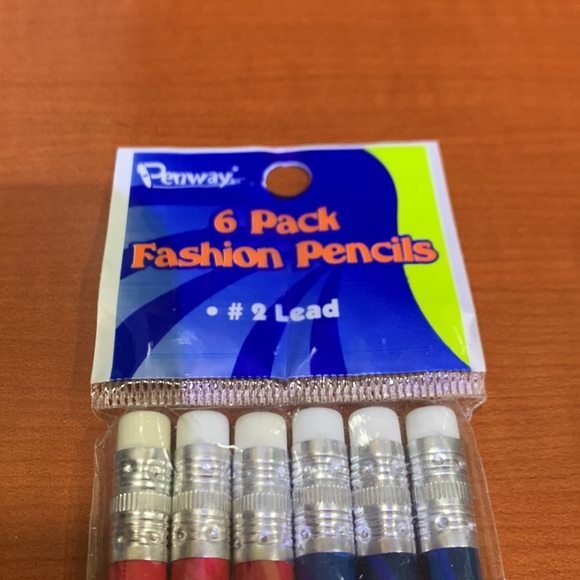 Penway
6 Pack
Fashion Pencils
• # 2 Lead